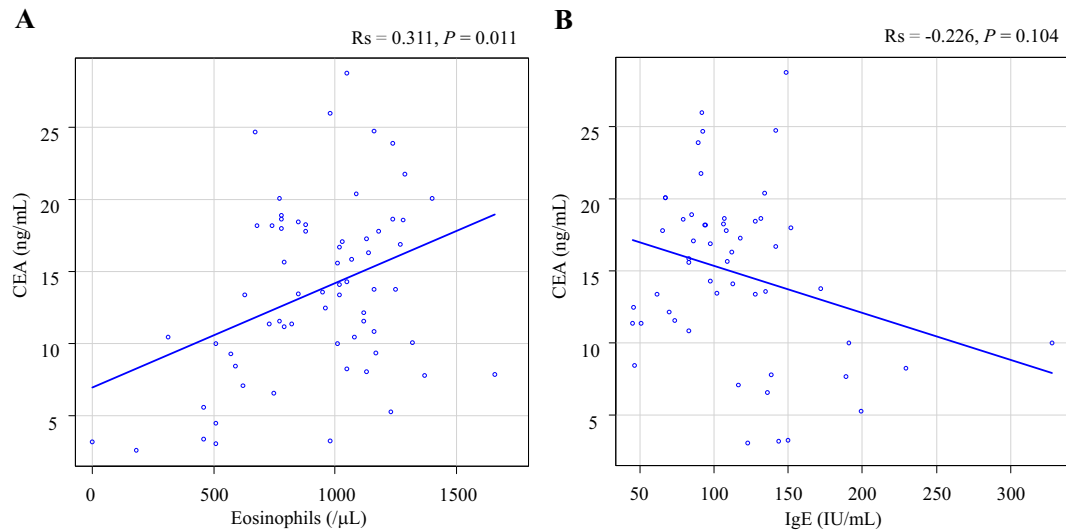 A
Rs = 0.311, P = 0.011
CEA (ng/mL)
25
20
15
10
5
0
500
1000
1500
Eosinophils (/μL)
B
Rs = -0.226, P = 0.104
CEA (ng/mL)
25
20
15
10
5
50
100
150
200
250
300
IgE (IU/mL)